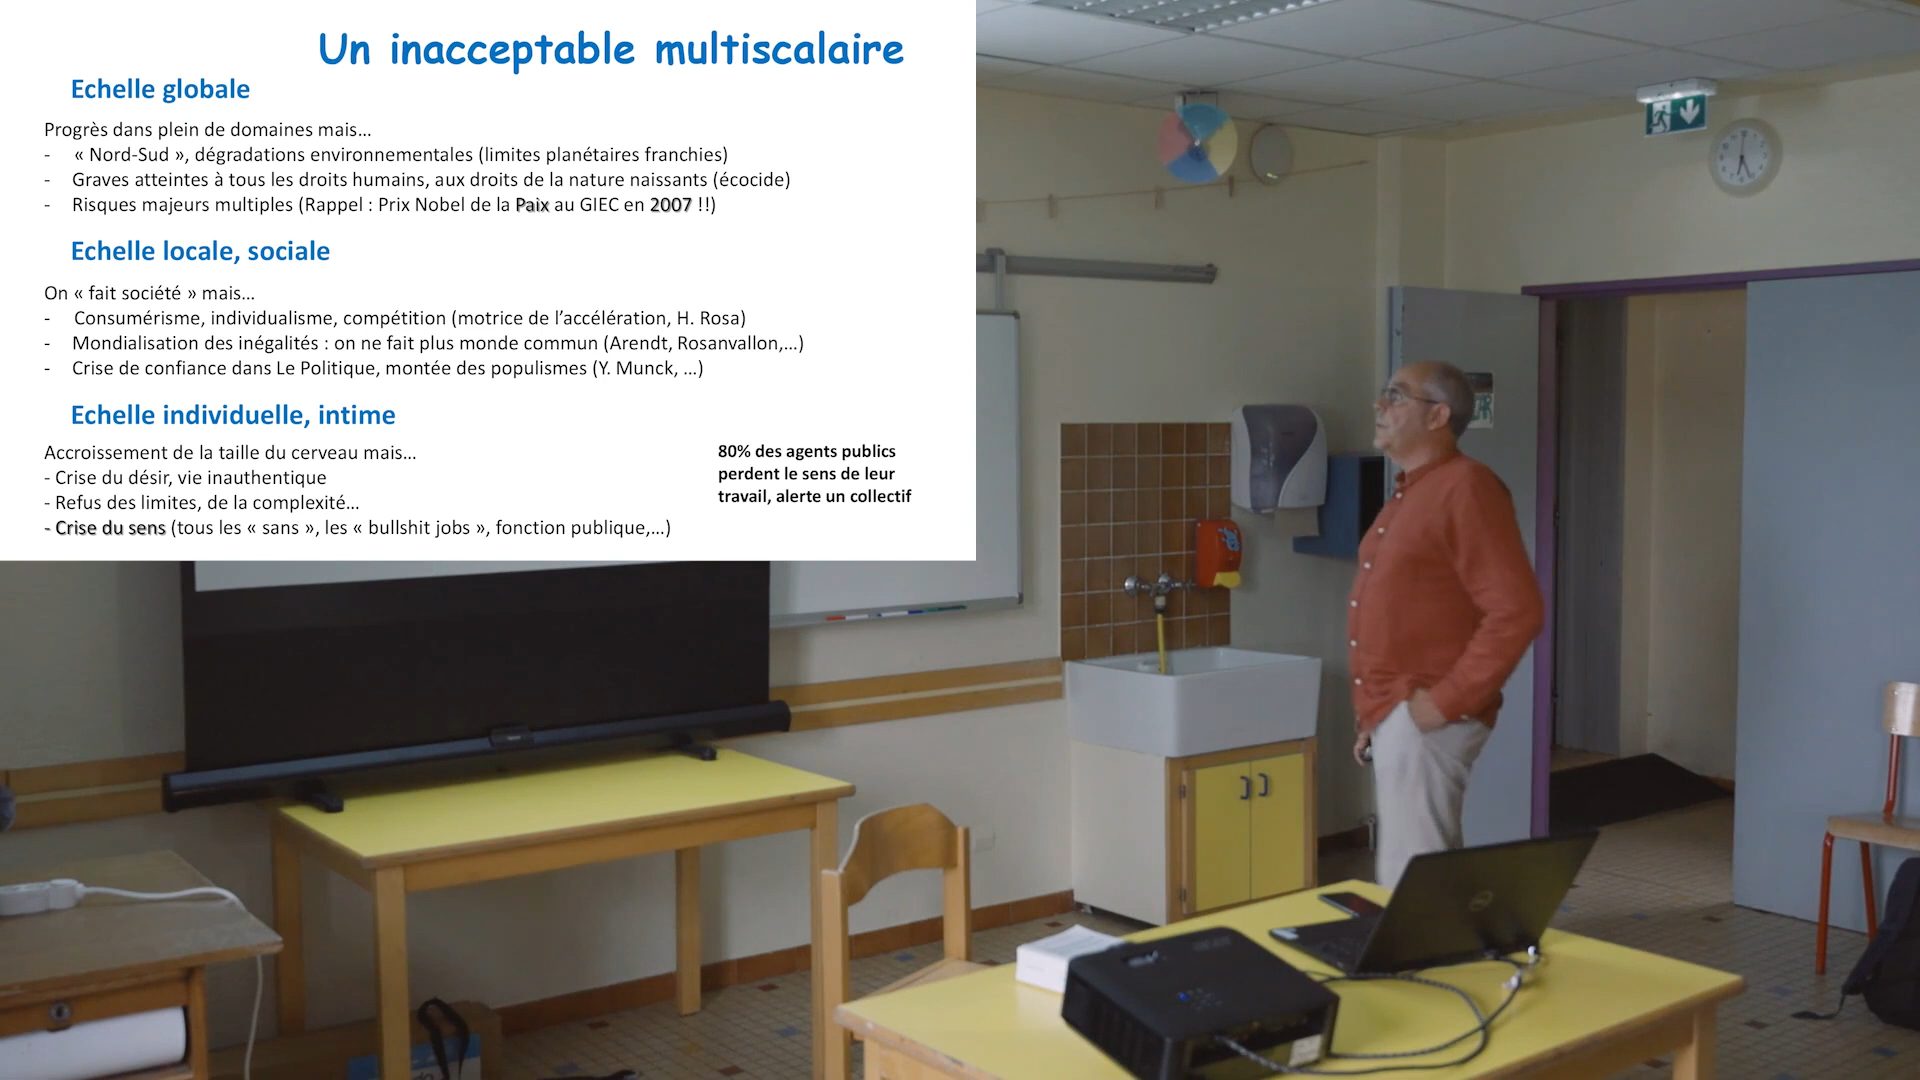 Un inacceptable multiscalaire
Echelle globale
Progrès dans plein de domaines mais...
- « Nord-Sud », dégradations environnementales (limites planétaires franchies)
- Graves atteintes à tous les droits humains, aux droits de la nature naissants (écocide)
- Risques majeurs multiples (Rappel : Prix Nobel de la Paix au GIEC en 2007 !!)
Echelle locale, sociale
On « fait société » mais...
- Consumérisme, individualisme, compétition (motrice de l'accélération, H. Rosa)
- Mondialisation des inégalités : on ne fait plus monde commun (Arendt, Rosanvallon,...)
- Crise de confiance dans Le Politique, montée des populismes (Y. Munck, ...)
Echelle individuelle, intime
Accroissement de la taille du cerveau mais...
- Crise du désir, vie inauthentique
- Refus des limites, de la complexité...
- Crise du sens (tous les « sans », les « bullshit jobs », fonction publique,...)
80% des agents publics
perdent le sens de leur
travail, alerte un collectif